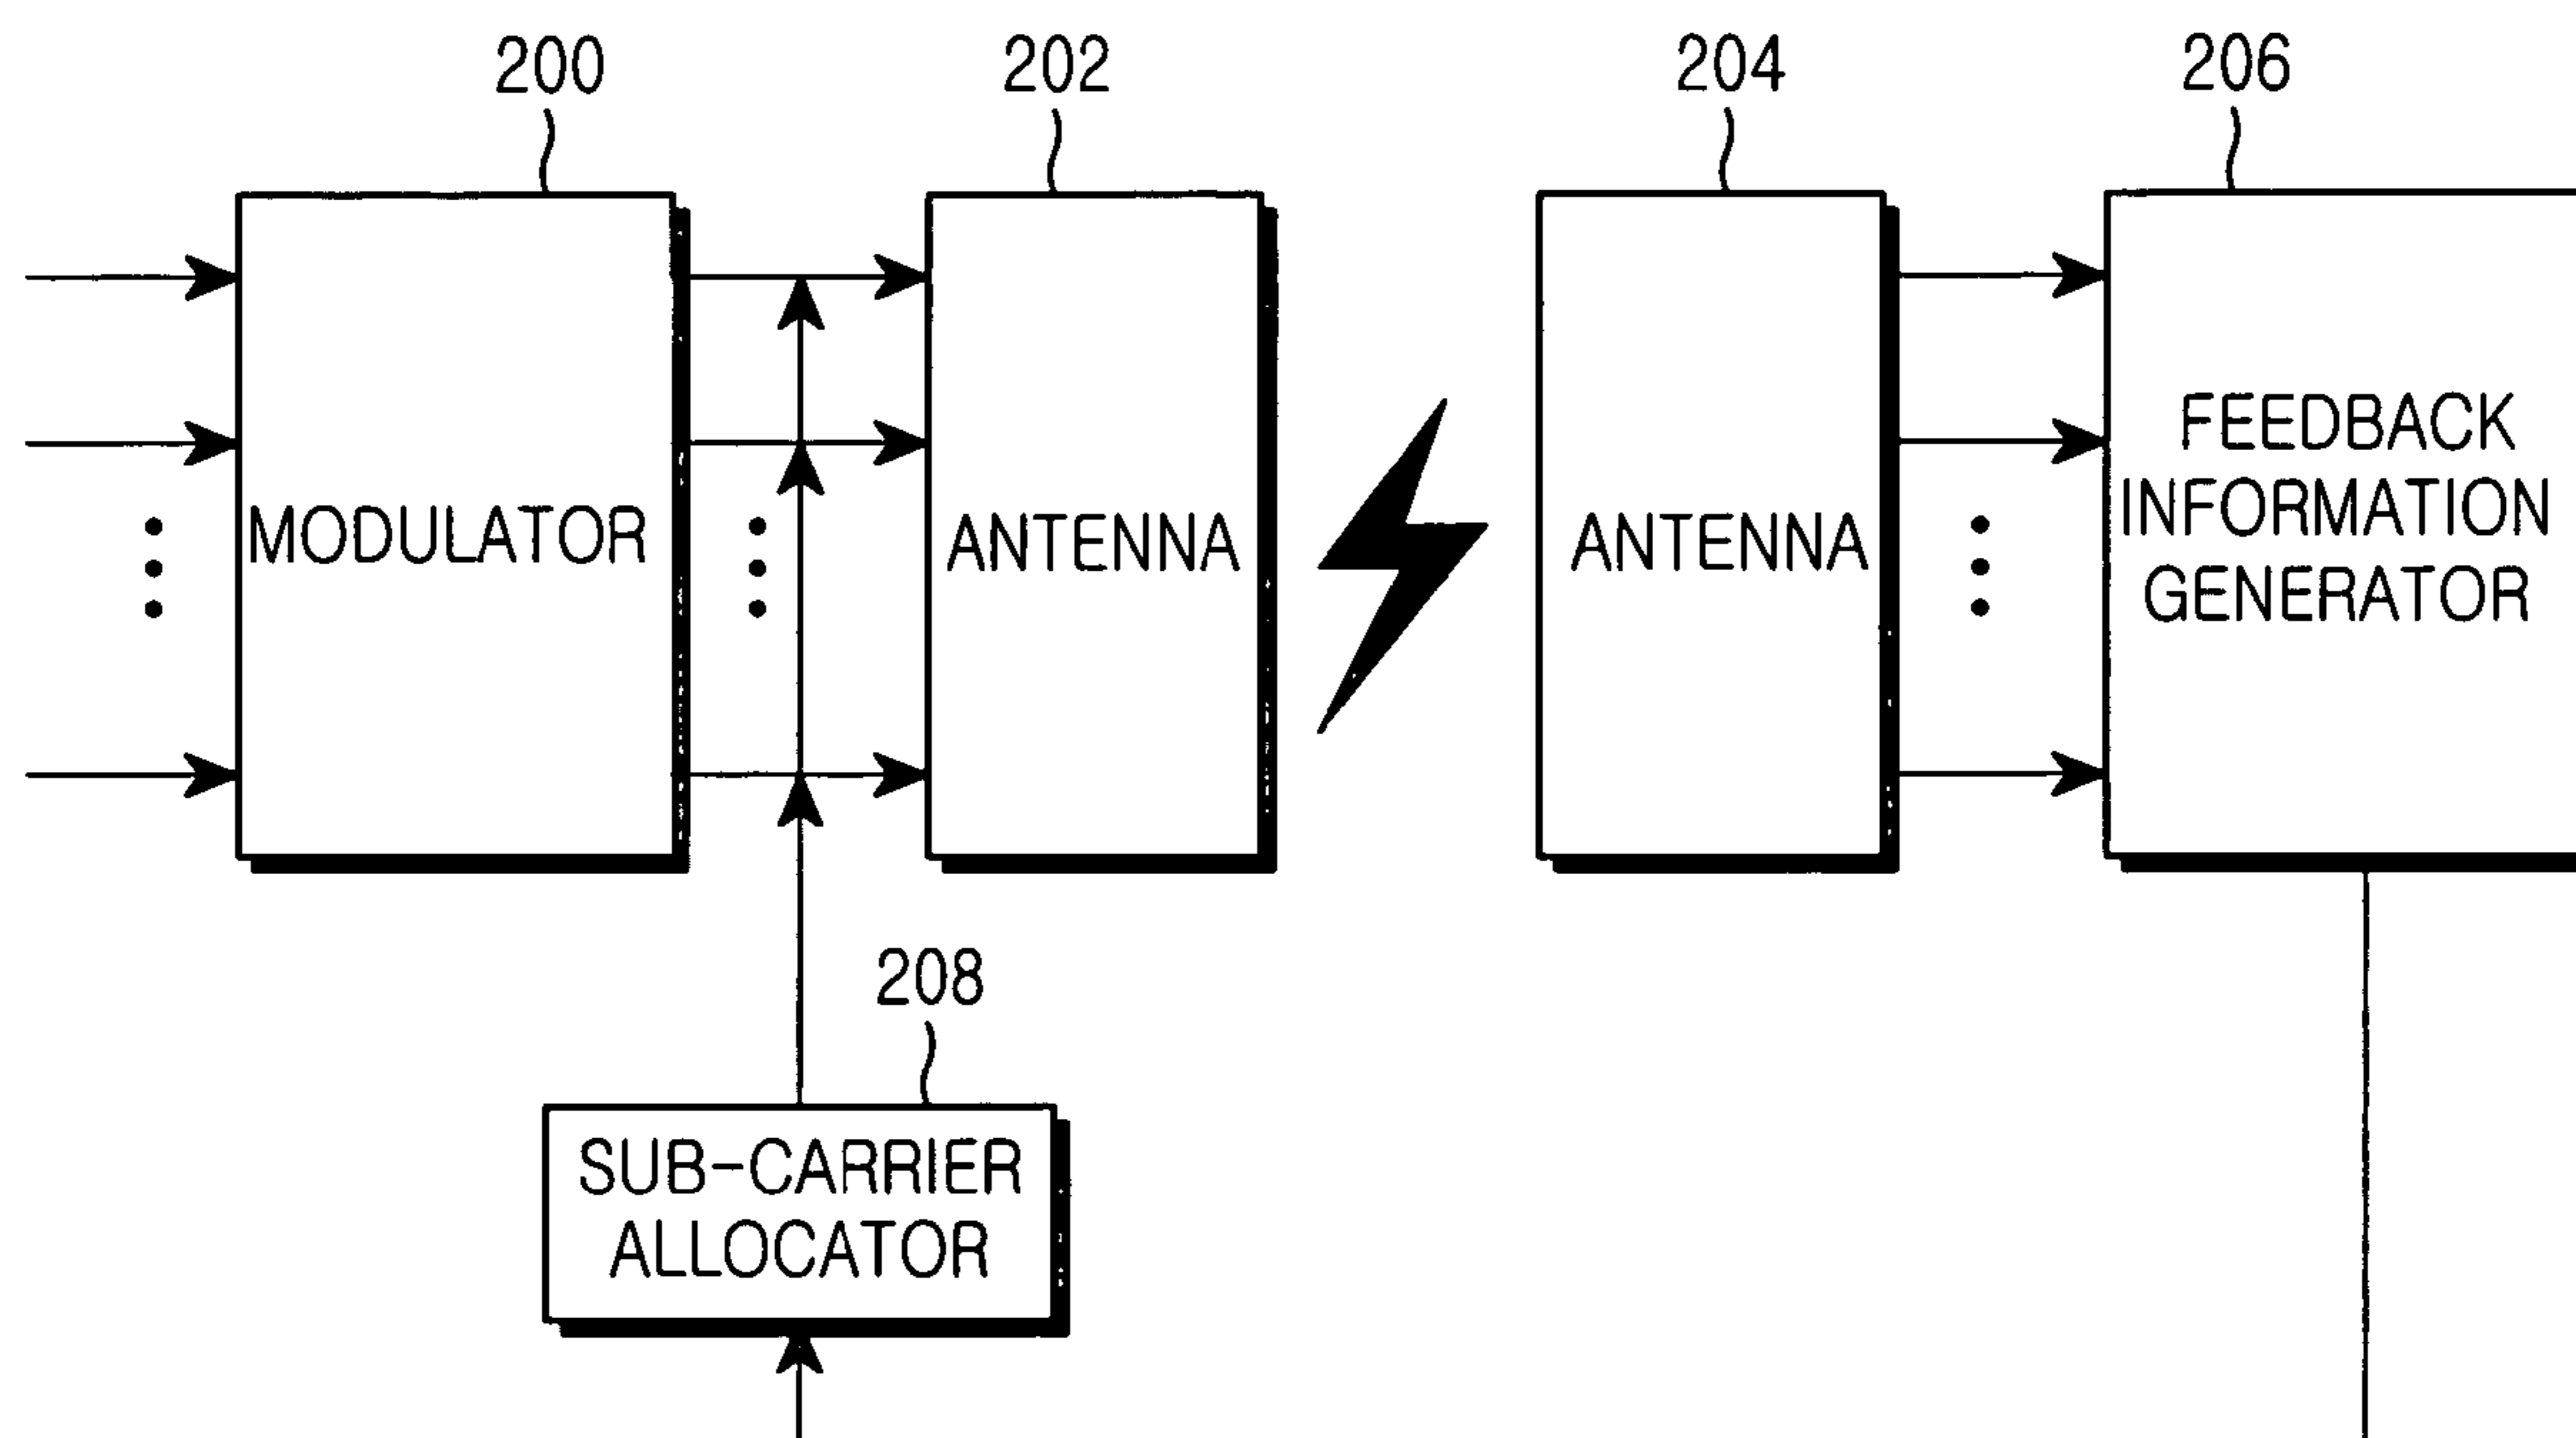 200
202
204
206
MODULATOR
ANTENNA
ANTENNA
FEEDBACK
INFORMATION
GENERATOR
208
SUB-CARRIER
ALLOCATOR